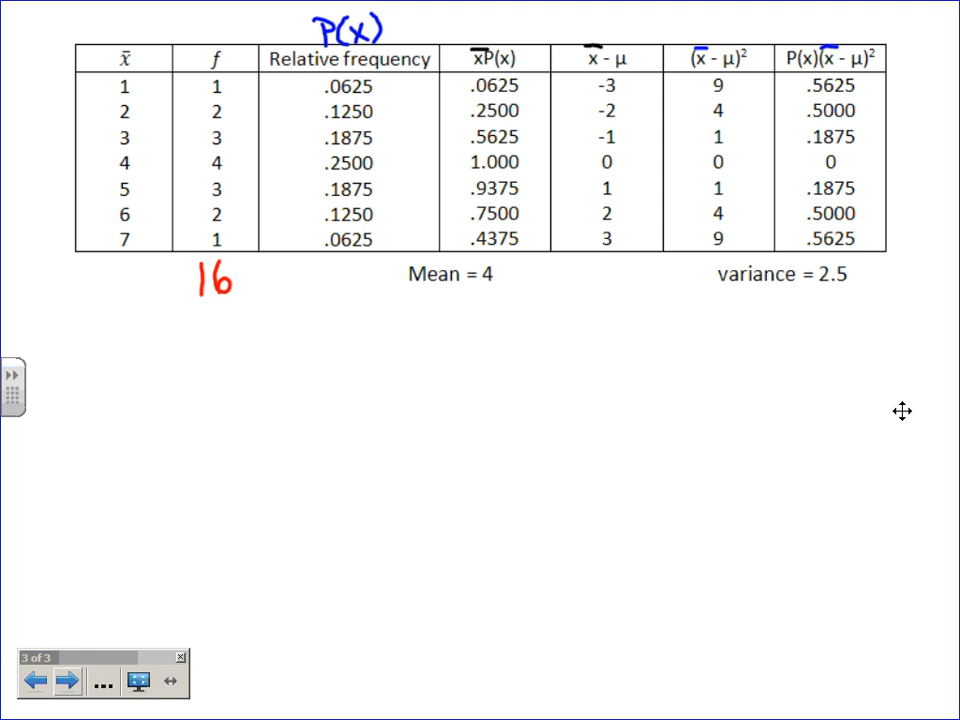 P(x)
x̄ f Relative frequency x̄P(x) x̄ - μ (x̄ - μ)² P(x)(x̄ - μ)²
1 1 .0625 .0625 -3 9 .5625
2 2 .1250 .2500 -2 4 .5000
3 3 .1875 .5625 -1 1 .1875
4 4 .2500 1.000 0 0 0
5 3 .1875 .9375 1 1 .1875
6 2 .1250 .7500 2 4 .5000
7 1 .0625 .4375 3 9 .5625
16 Mean = 4 variance = 2.5
3 of 3